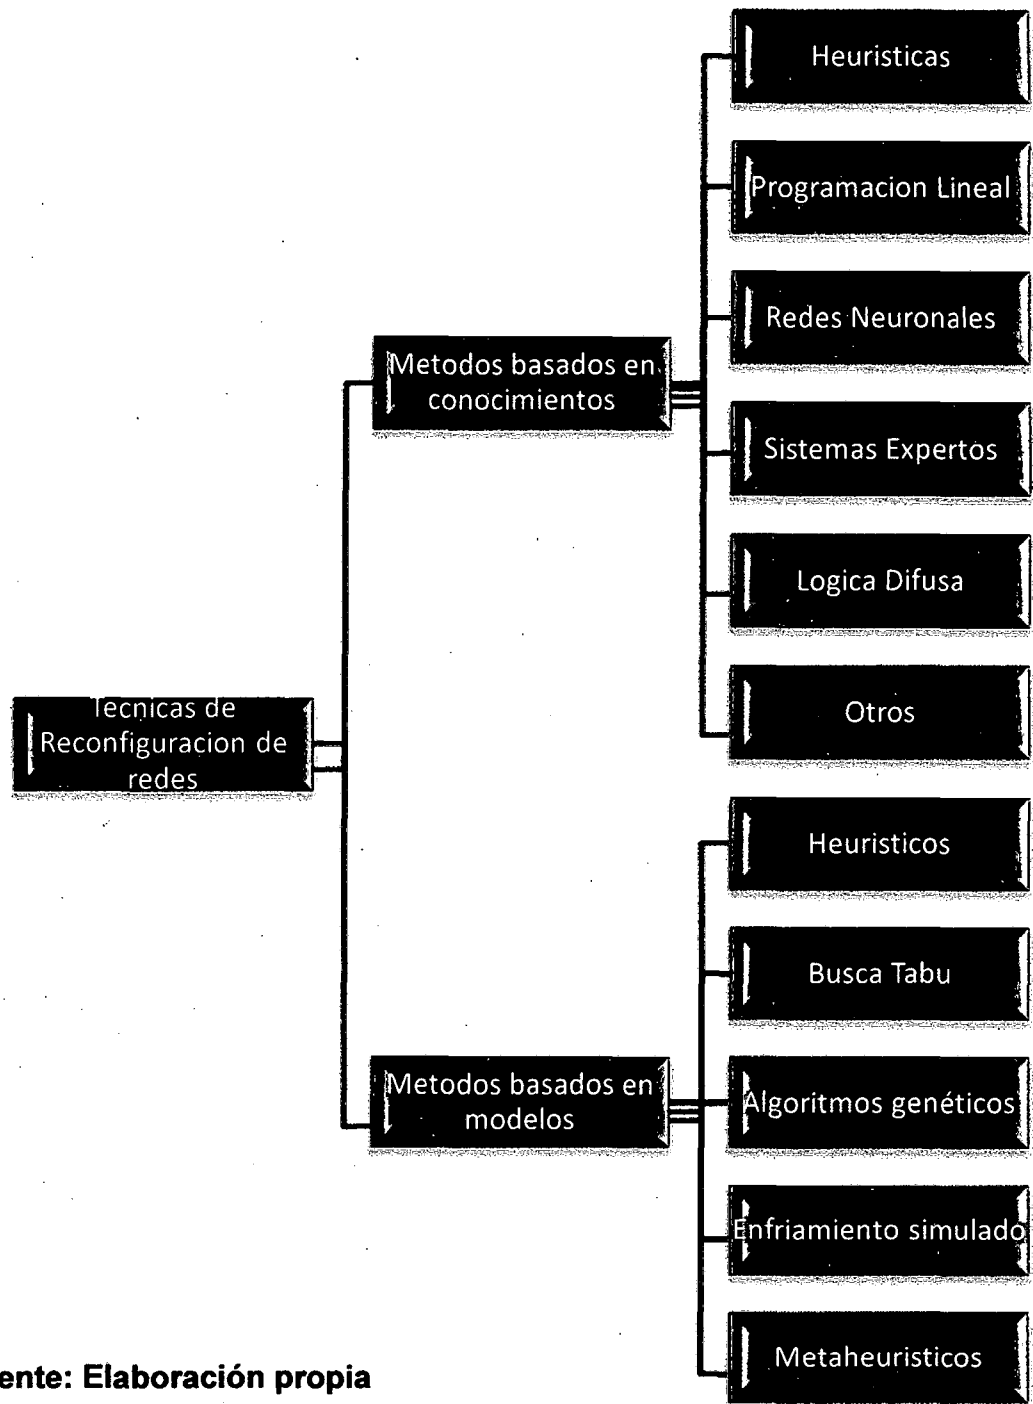 Heuristicas
Programacion Lineal
Redes Neuronales
Metodos basados en
conocimientos
Sistemas Expertos
Logica Difusa
Otros
Tecnicas de
Reconfiguracion de
redes
Heuristicos
Busca Tabu
Metodos basados en
modelos
Algoritmos genéticos
Enfriamiento simulado
Metaheuristicos
ente: Elaboración propia